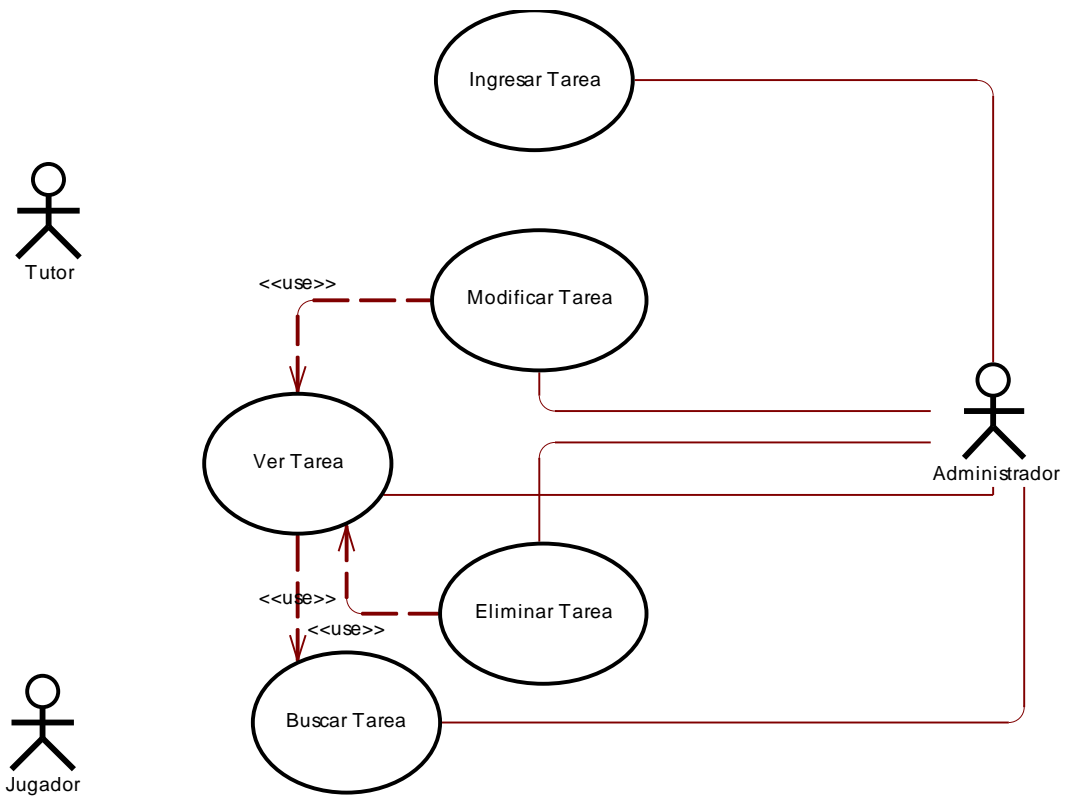 Ingresar Tarea
Tutor
<<use>>
Modificar Tarea
Ver Tarea
Administrador
<<use>>
Eliminar Tarea
<<use>>
Buscar Tarea
Jugador